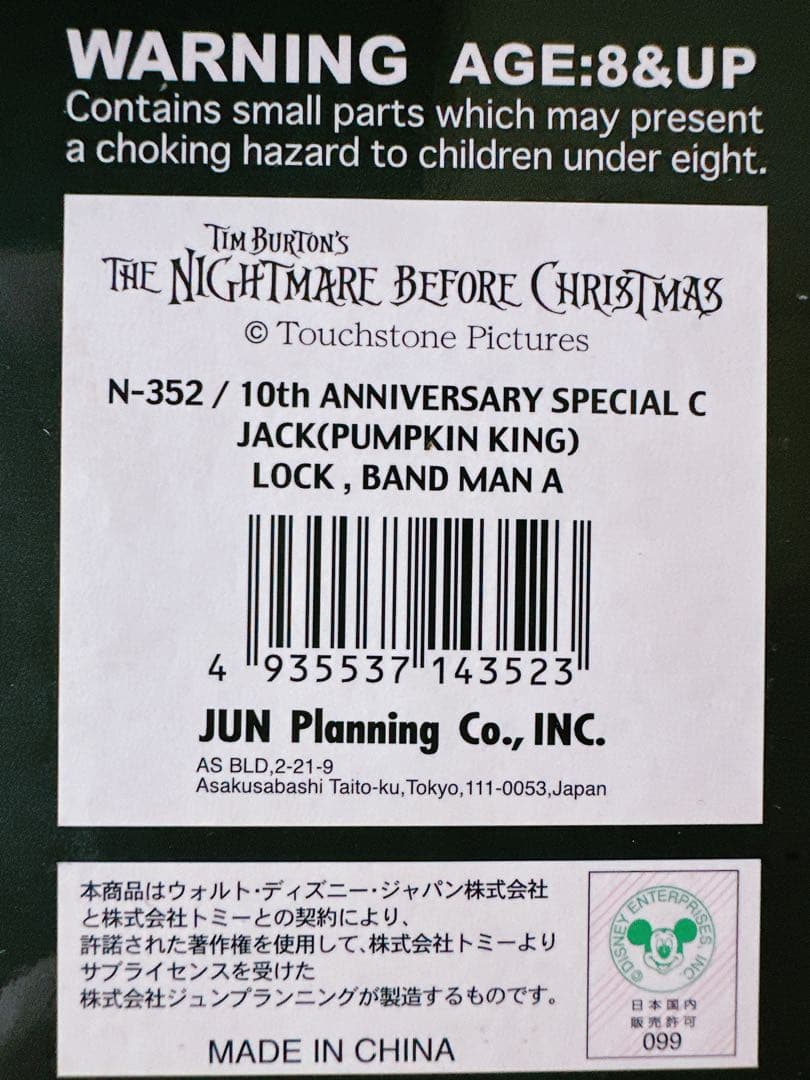 WARNING AGE:8&UP
Contains small parts which may present
a choking hazard to children under eight.
TIM BURTON'S
THE NIGHTMARE BEFORE CHRISTMAS
© Touchstone Pictures
N-352 / 10th ANNIVERSARY SPECIAL C
JACK(PUMPKIN KING)
LOCK , BAND MAN A
4 935537 143523
JUN Planning Co., INC.
AS BLD,2-21-9
Asakusabashi Taito-ku,Tokyo,111-0053,Japan
本商品はウォルト・ディズニー・ジャパン株式会社
と株式会社トミーとの契約により、
許諾された著作権を使用して、株式会社トミーより
サブライセンスを受けた
株式会社ジュンプランニングが製造するものです。
MADE IN CHINA
©DISNEY ENTERPRISES INC
日本国内
販売許可
099